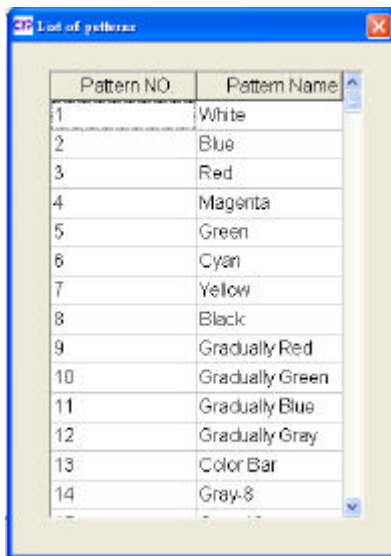 List of patterns
Pattern NO. Pattern Name
1 White
2 Blue
3 Red
4 Magenta
5 Green
6 Cyan
7 Yellow
8 Black
9 Gradually Red
10 Gradually Green
11 Gradually Blue
12 Gradually Gray
13 Color Bar
14 Gray-8